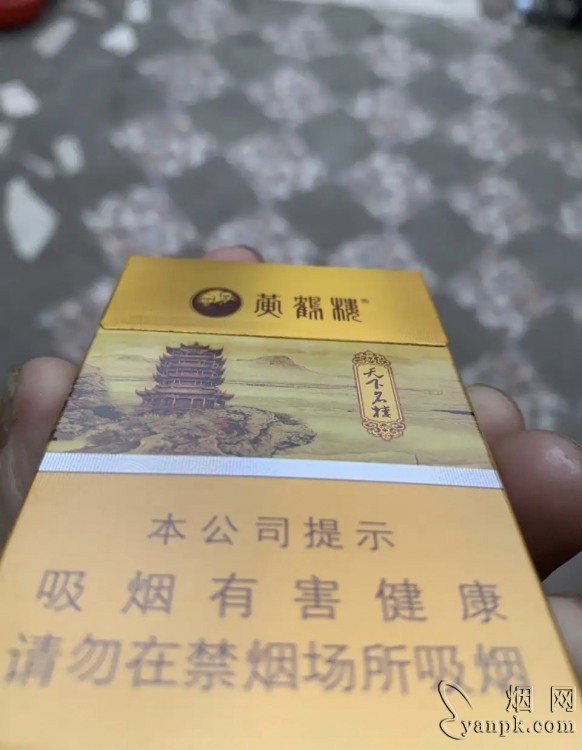 黄鹤楼®
天下名楼
本公司提示
吸烟有害健康
请勿在禁烟场所吸烟
烟网
yanpk.com